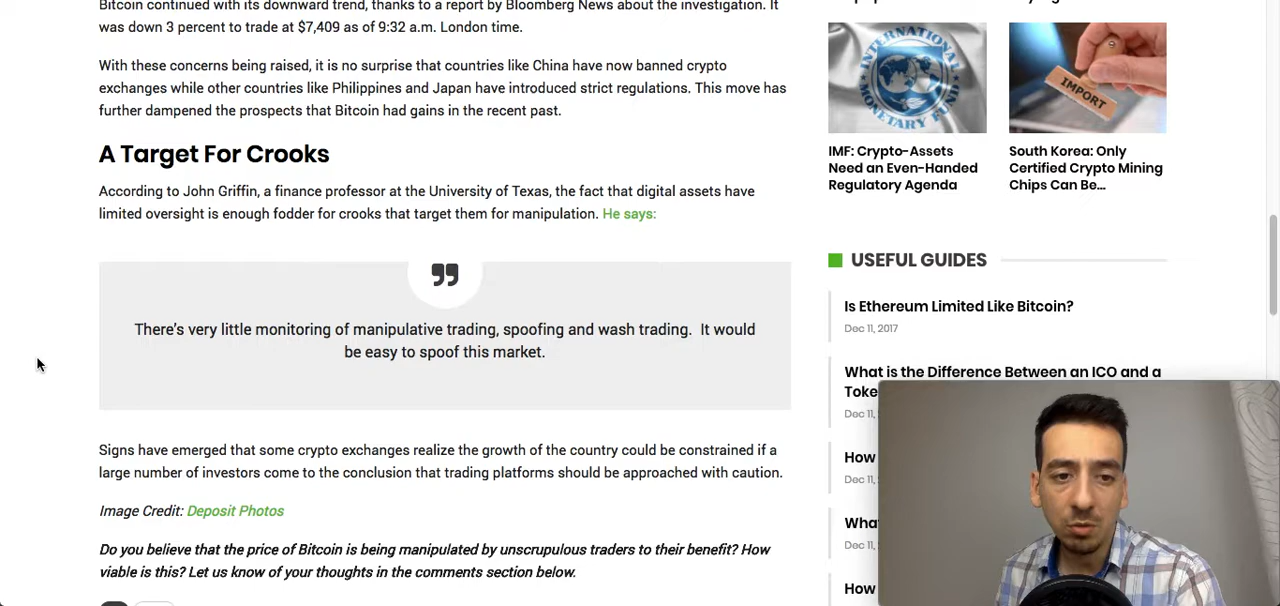 Bitcoin continued with its downward trend, thanks to a report by Bloomberg News about the investigation. It
was down 3 percent to trade at $7,409 as of 9:32 a.m. London time.
With these concerns being raised, it is no surprise that countries like China have now banned crypto
exchanges while other countries like Philippines and Japan have introduced strict regulations. This move has
further dampened the prospects that Bitcoin had gains in the recent past.
A Target For Crooks
According to John Griffin, a finance professor at the University of Texas, the fact that digital assets have
limited oversight is enough fodder for crooks that target them for manipulation. He says:
There's very little monitoring of manipulative trading, spoofing and wash trading. It would
be easy to spoof this market.
Signs have emerged that some crypto exchanges realize the growth of the country could be constrained if a
large number of investors come to the conclusion that trading platforms should be approached with caution.
Image Credit: Deposit Photos
Do you believe that the price of Bitcoin is being manipulated by unscrupulous traders to their benefit? How
viable is this? Let us know of your thoughts in the comments section below.
INTERNATIONAL
MONETARY FUND
IMF: Crypto-Assets
Need an Even-Handed
Regulatory Agenda
IMPORT
South Korea: Only
Certified Crypto Mining
Chips Can Be...
USEFUL GUIDES
Is Ethereum Limited Like Bitcoin?
Dec 11, 2017
What is the Difference Between an ICO and a
Toke
Dec 11,
How
Dec 11,
Wha
Dec 11,
How